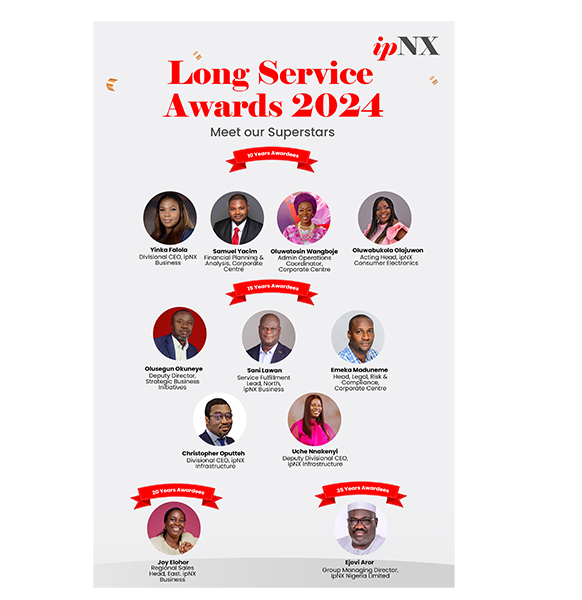 ipNX
Long Service
Awards 2024
Meet our Superstars
10 Years Awardees
Yinka Falola
Divisional CEO, ipNX
Business
Samuel Yacim
Financial Planning &
Analysis, Corporate
Centre
Oluwatosin Wangboje
Admin Operations
Coordinator,
Corporate Centre
Oluwabukola Olajuwon
Acting Head, ipNX
Consumer Electronics
15 Years Awardees
Olusegun Okuneye
Deputy Director,
Strategic Business
Initiatives
Sani Lawan
Service Fulfillment
Lead, North,
ipNX Business
Emeka Maduneme
Head, Legal, Risk &
Compliance,
Corporate Centre
Christopher Oputteh
Divisional CEO, ipNX
Infrastructure
Uche Nnakenyi
Deputy Divisional CEO,
ipNX Infrastructure
20 Years Awardees
Joy Elohor
Regional Sales
Head, East. ipNX
Business
35 Years Awardees
Ejovi Aror
Group Managing Director,
ipNX Nigeria Limited